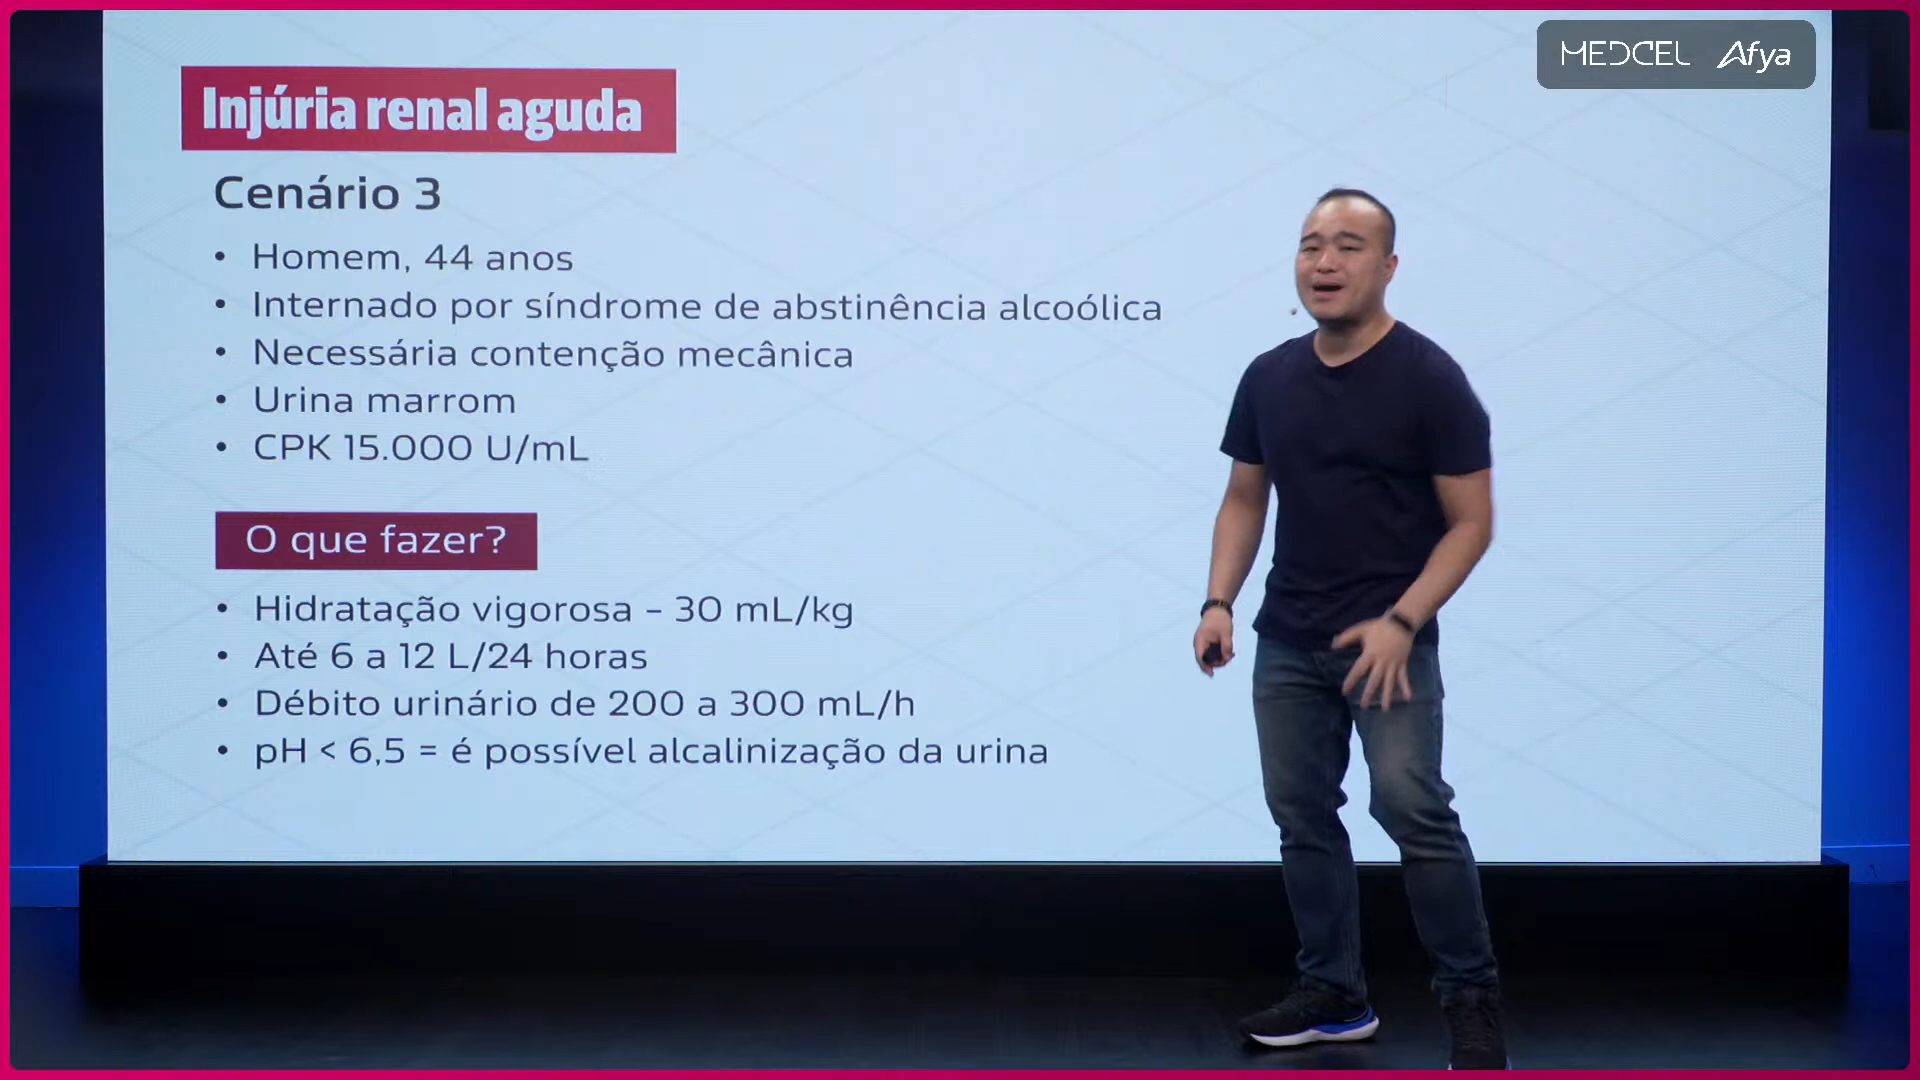 MEDCEL Afya
Injúria renal aguda
Cenário 3
• Homem, 44 anos
• Internado por síndrome de abstinência alcoólica
• Necessária contenção mecânica
• Urina marrom
• CPK 15.000 U/mL
O que fazer?
• Hidratação vigorosa – 30 mL/kg
• Até 6 a 12 L/24 horas
• Débito urinário de 200 a 300 mL/h
• pH < 6,5 = é possível alcalinização da urina